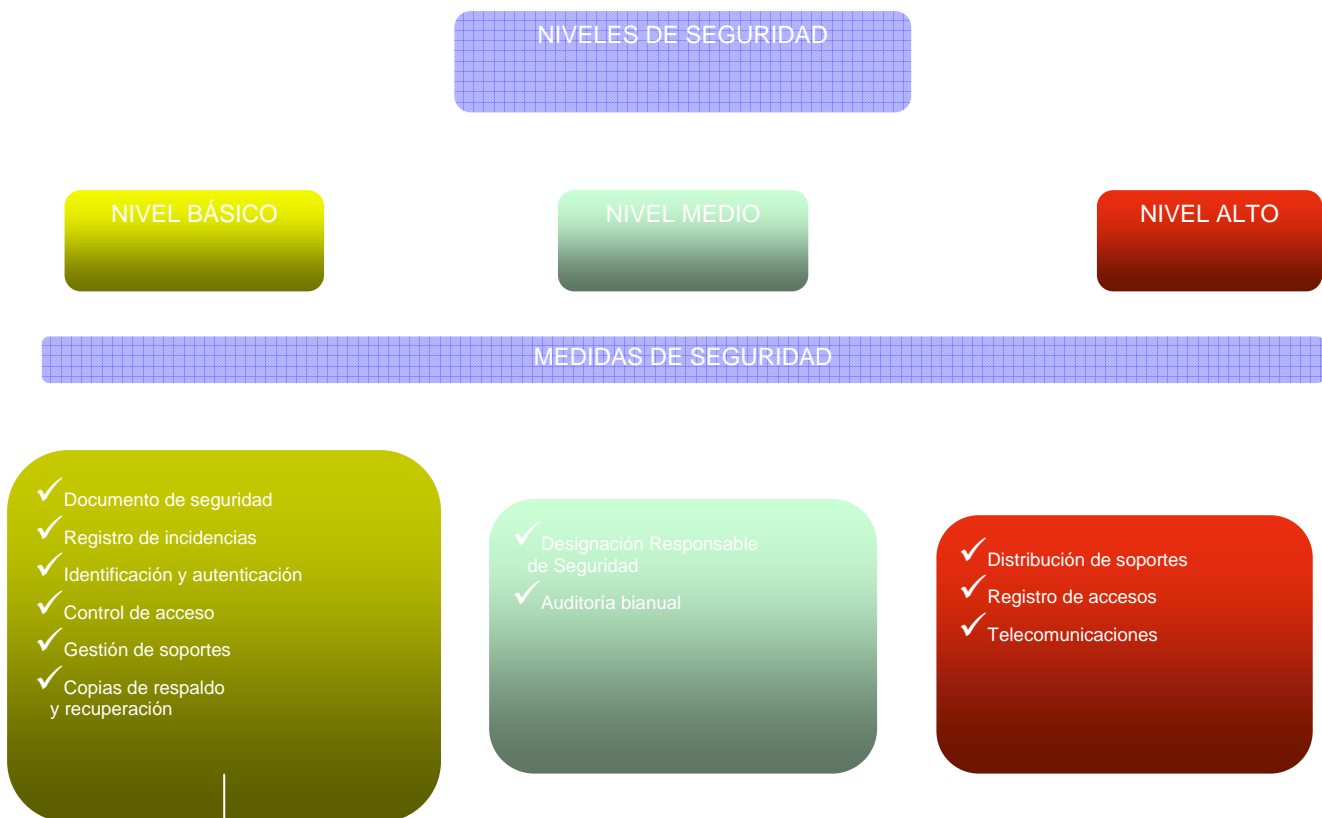 NIVELES DE SEGURIDAD
NIVEL BÁSICO
NIVEL MEDIO
NIVEL ALTO
MEDIDAS DE SEGURIDAD
Documento de seguridad
Registro de incidencias
Identificación y autenticación
Control de acceso
Gestión de soportes
Copias de respaldo
y recuperación
Designación Responsable
de Seguridad
Auditoría bianual
Distribución de soportes
Registro de accesos
Telecomunicaciones